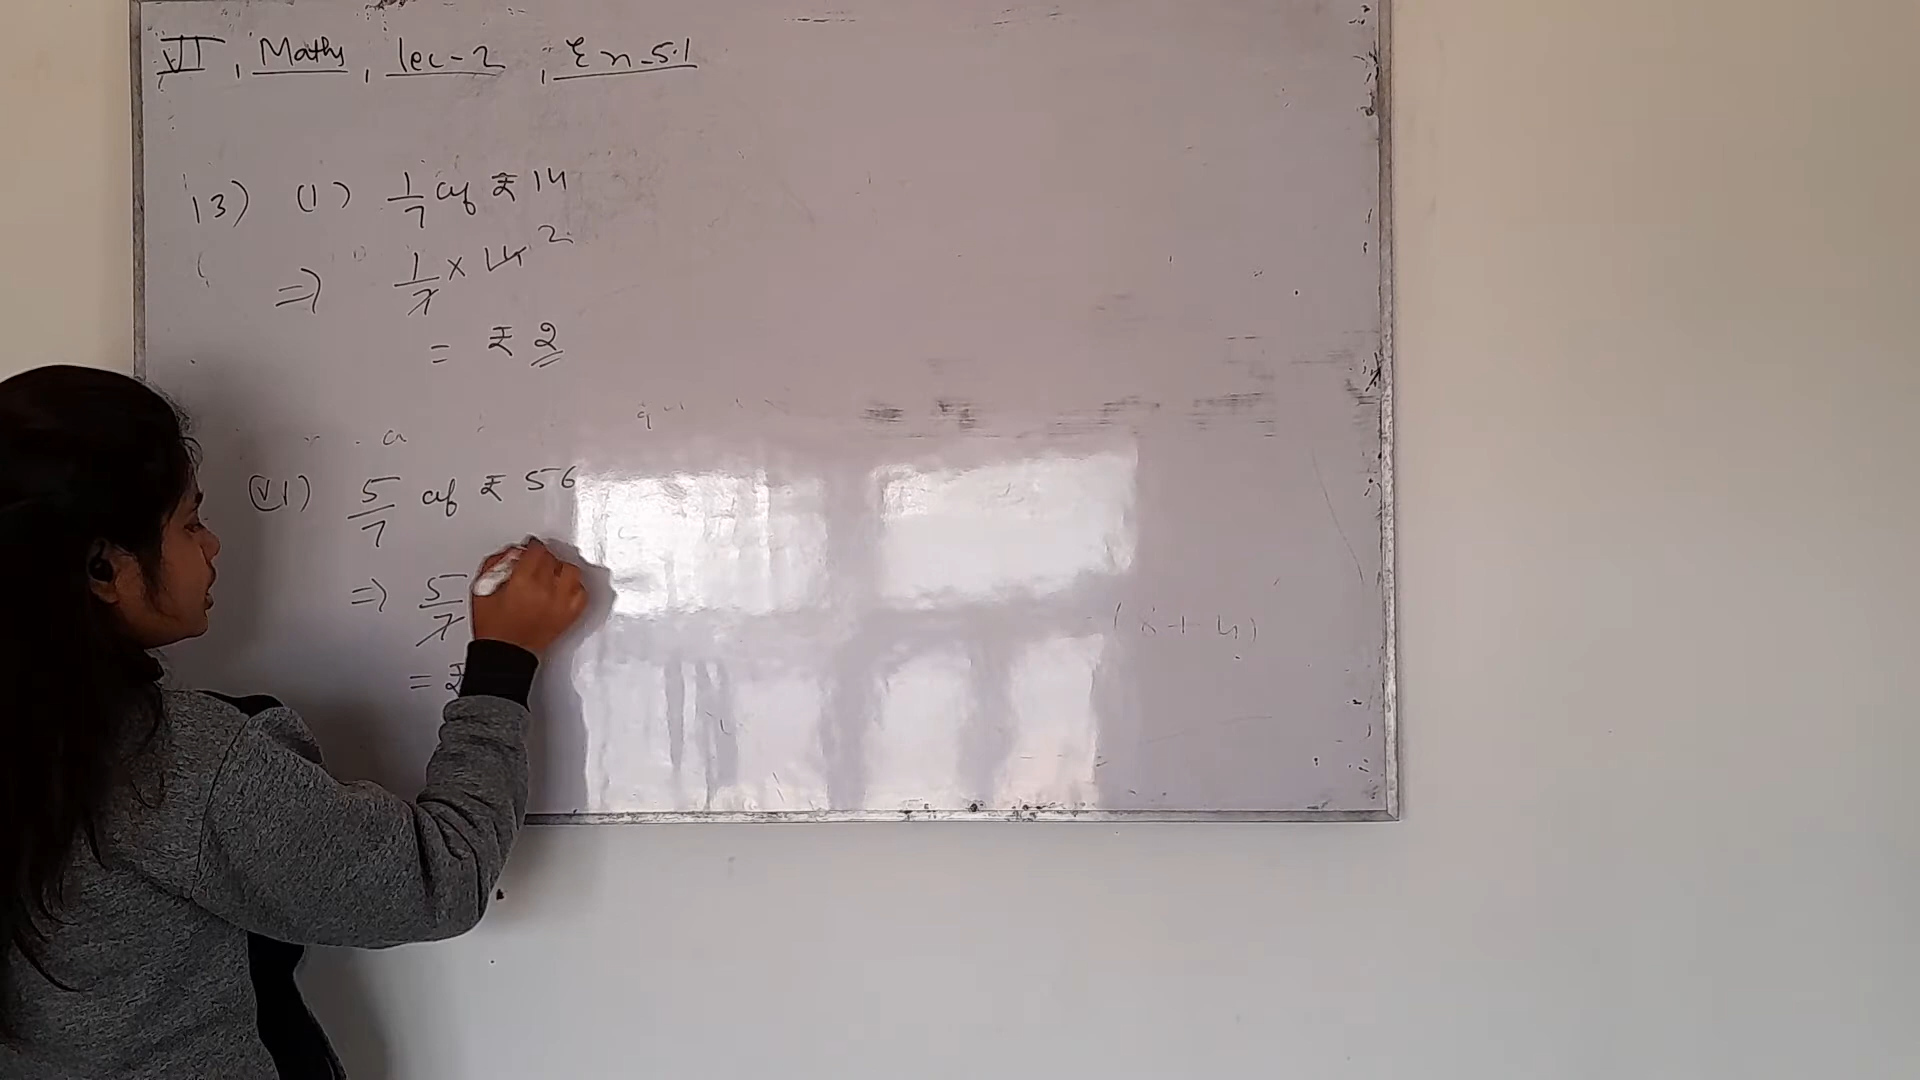 VI, Maths, lec-2, Ex-5.1
13) (i) 1/7 of ₹ 14
=> 1/7 x 14 2
= ₹ 2
(vi) 5/7 of ₹ 56
=> 5/7
= ₹